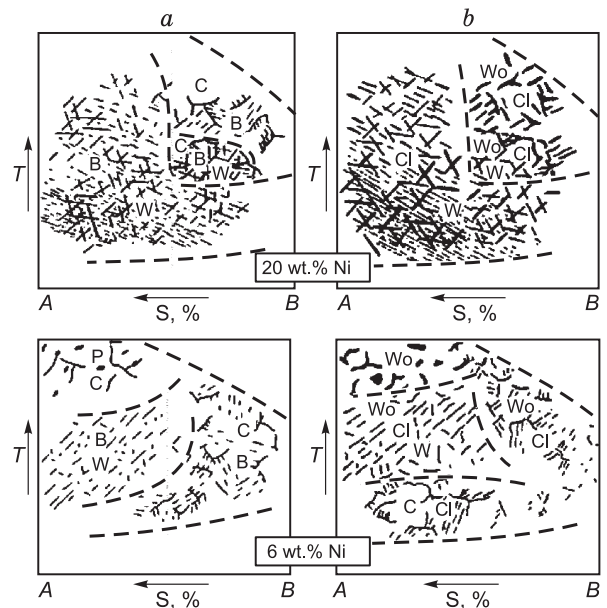 a b
C Wo
B Cl
C B W Wo Cl W
T B T Cl
W W
20 wt.% Ni
A S, % B A S, % B
P Wo
C
Wo Wo
B C Cl Cl
T W B T W
C Cl
6 wt.% Ni
A S, % B A S, % B